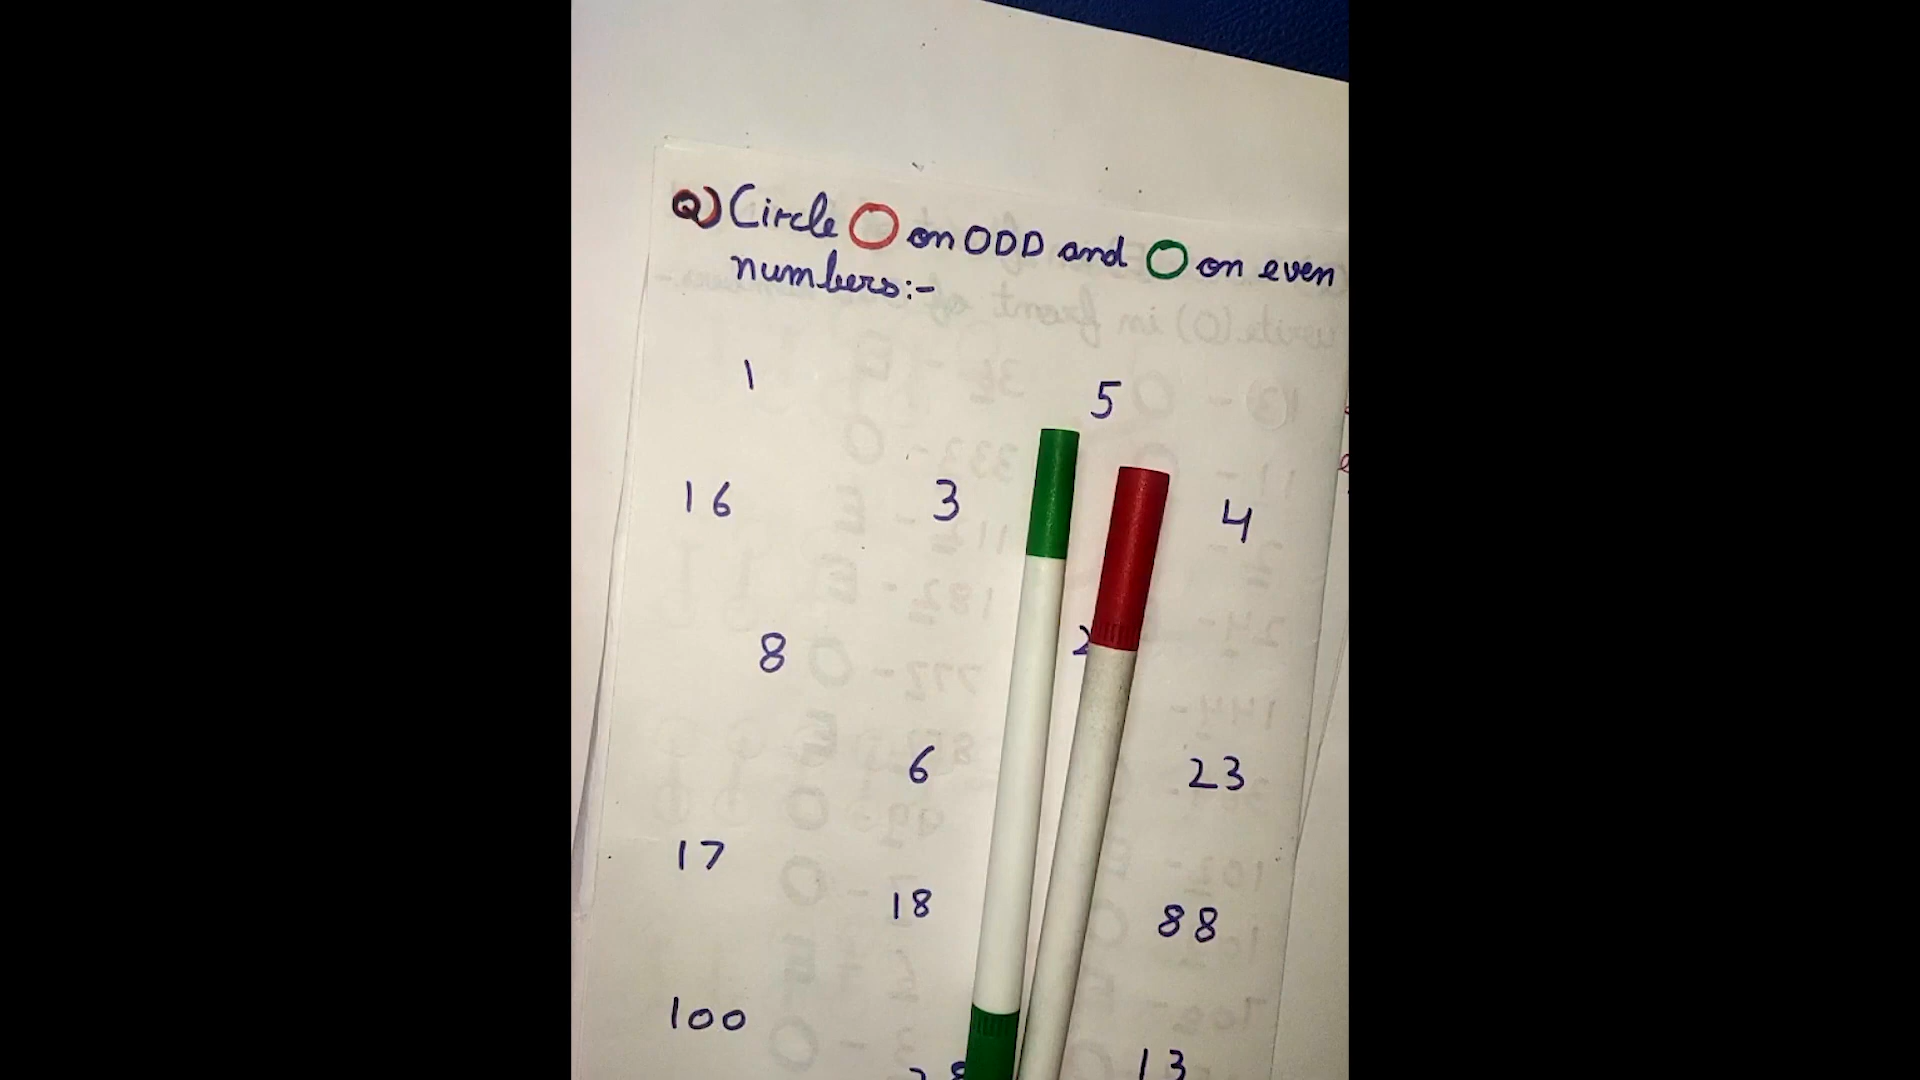 Q) Circle O on ODD and O on even
numbers:-
1 5
16 3 4
8 2
6 23
17
18 88
100
13